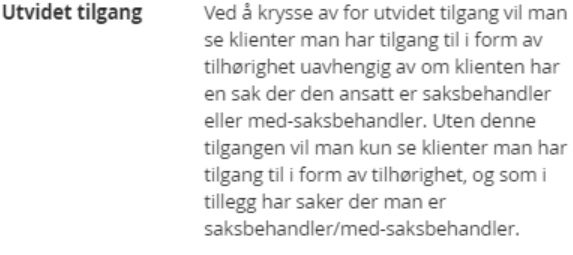 Utvidet tilgang
Ved å krysse av for utvidet tilgang vil man
se klienter man har tilgang til i form av
tilhørighet uavhengig av om klienten har
en sak der den ansatt er saksbehandler
eller med-saksbehandler. Uten denne
tilgangen vil man kun se klienter man har
tilgang til i form av tilhørighet, og som i
tillegg har saker der man er
saksbehandler/med-saksbehandler.